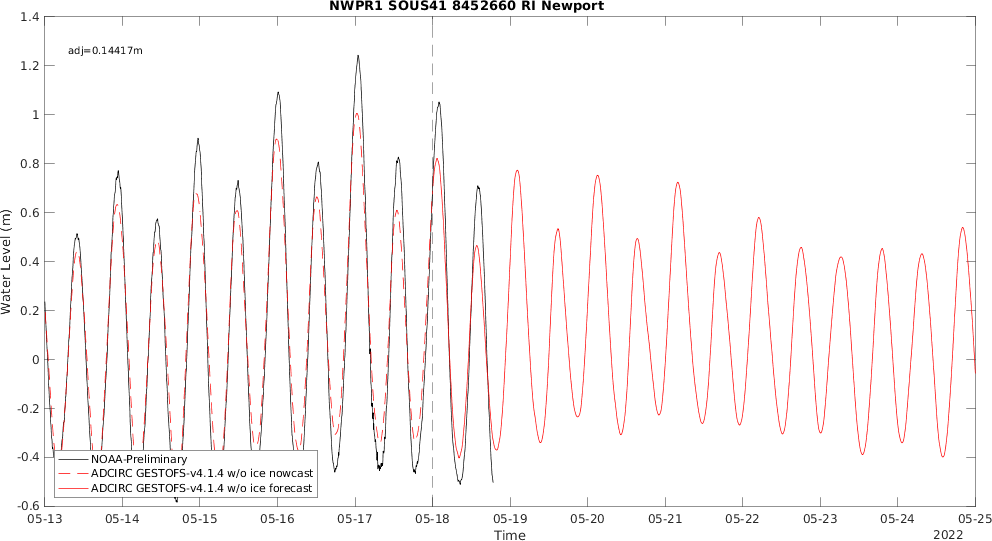 NWPR1 SOUS41 8452660 RI Newport
adj=0.14417m
Water Level (m)
1.4
1.2
1
0.8
0.6
0.4
0.2
0
-0.2
-0.4
-0.6
NOAA-Preliminary
ADCIRC GESTOFS-v4.1.4 w/o ice nowcast
ADCIRC GESTOFS-v4.1.4 w/o ice forecast
05-13 05-14 05-15 05-16 05-17 05-18 05-19 05-20 05-21 05-22 05-23 05-24 05-25
Time
2022